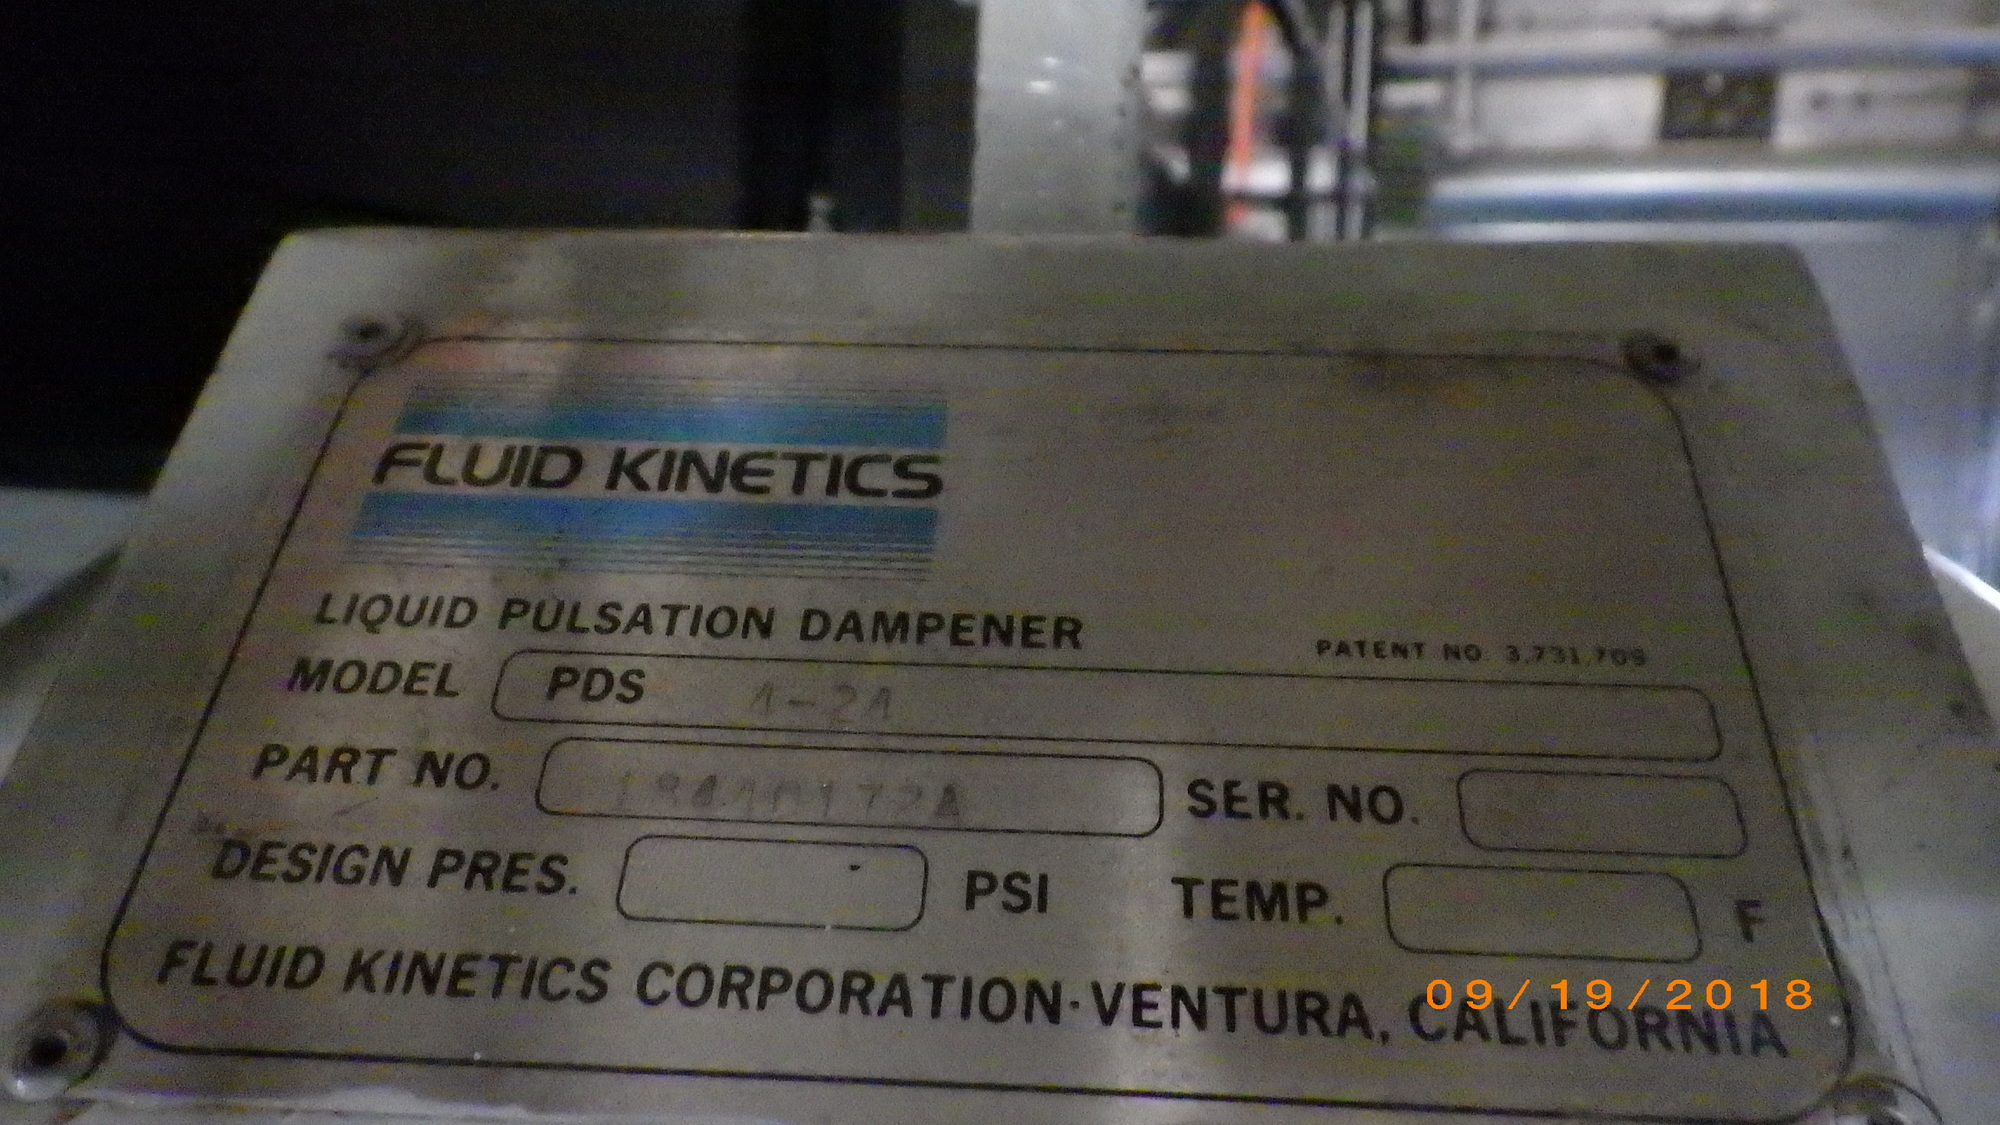 FLUID KINETICS
LIQUID PULSATION DAMPENER
PATENT NO. 3,731,709
MODEL PDS
PART NO. SER. NO.
DESIGN PRES. PSI TEMP. F
FLUID KINETICS CORPORATION·VENTURA, CALIFORNIA
09/19/2018